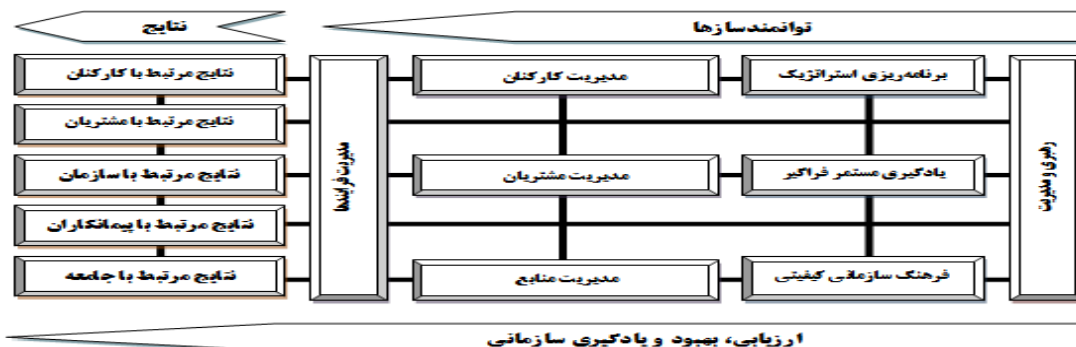 توانمندسازها
نتایج
رهبری و مدیریت
برنامه‌ریزی استراتژیک
یادگیری مستمر فراگیر
فرهنگ سازمانی کیفیتی
مدیریت کارکنان
مدیریت مشتریان
مدیریت منابع
مدیریت فرایندها
نتایج مرتبط با کارکنان
نتایج مرتبط با مشتریان
نتایج مرتبط با سازمان
نتایج مرتبط با پیمانکاران
نتایج مرتبط با جامعه
ارزیابی، بهبود و یادگیری سازمانی